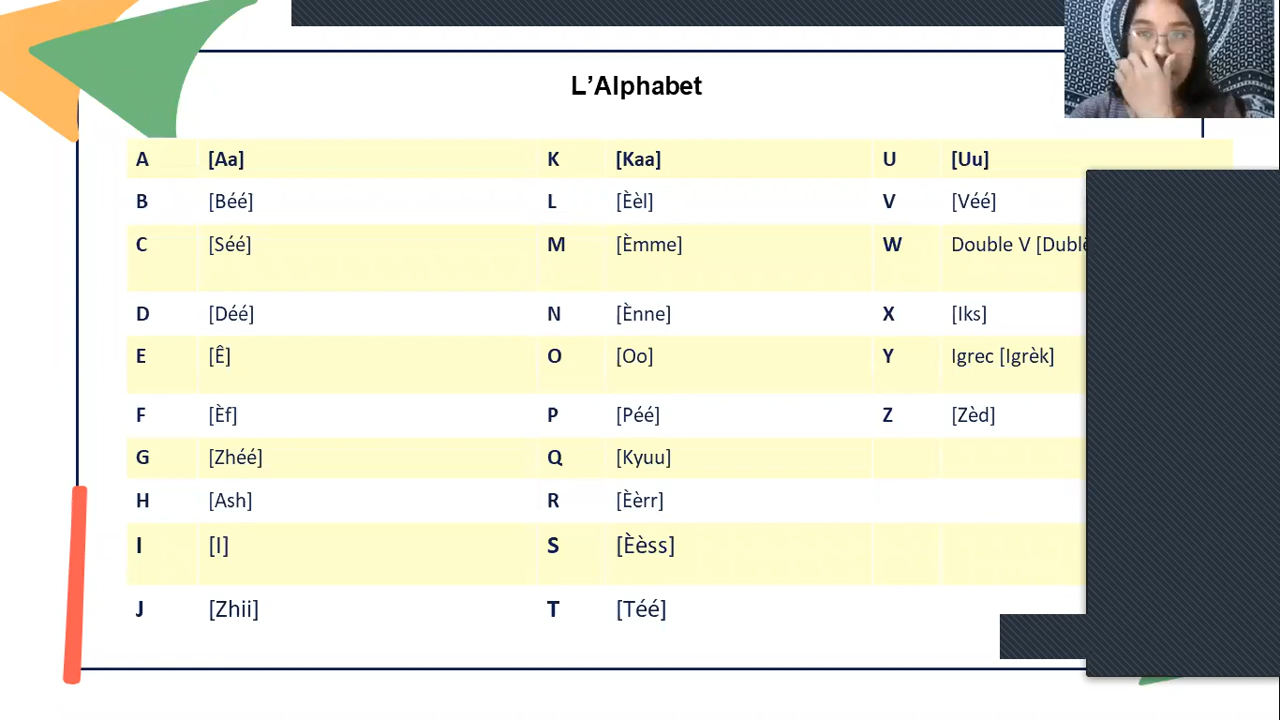 L’Alphabet
A [Aa] K [Kaa] U [Uu]
B [Béé] L [Èèl] V [Véé]
C [Séé] M [Èmme] W Double V
D [Déé] N [Ènne] X [Iks]
E [Ê] O [Oo] Y Igrec [Igrèk]
F [Èf] P [Péé] Z [Zèd]
G [Zhéé] Q [Kyuu]
H [Ash] R [Èèrr]
I [I] S [Èèss]
J [Zhii] T [Téé]